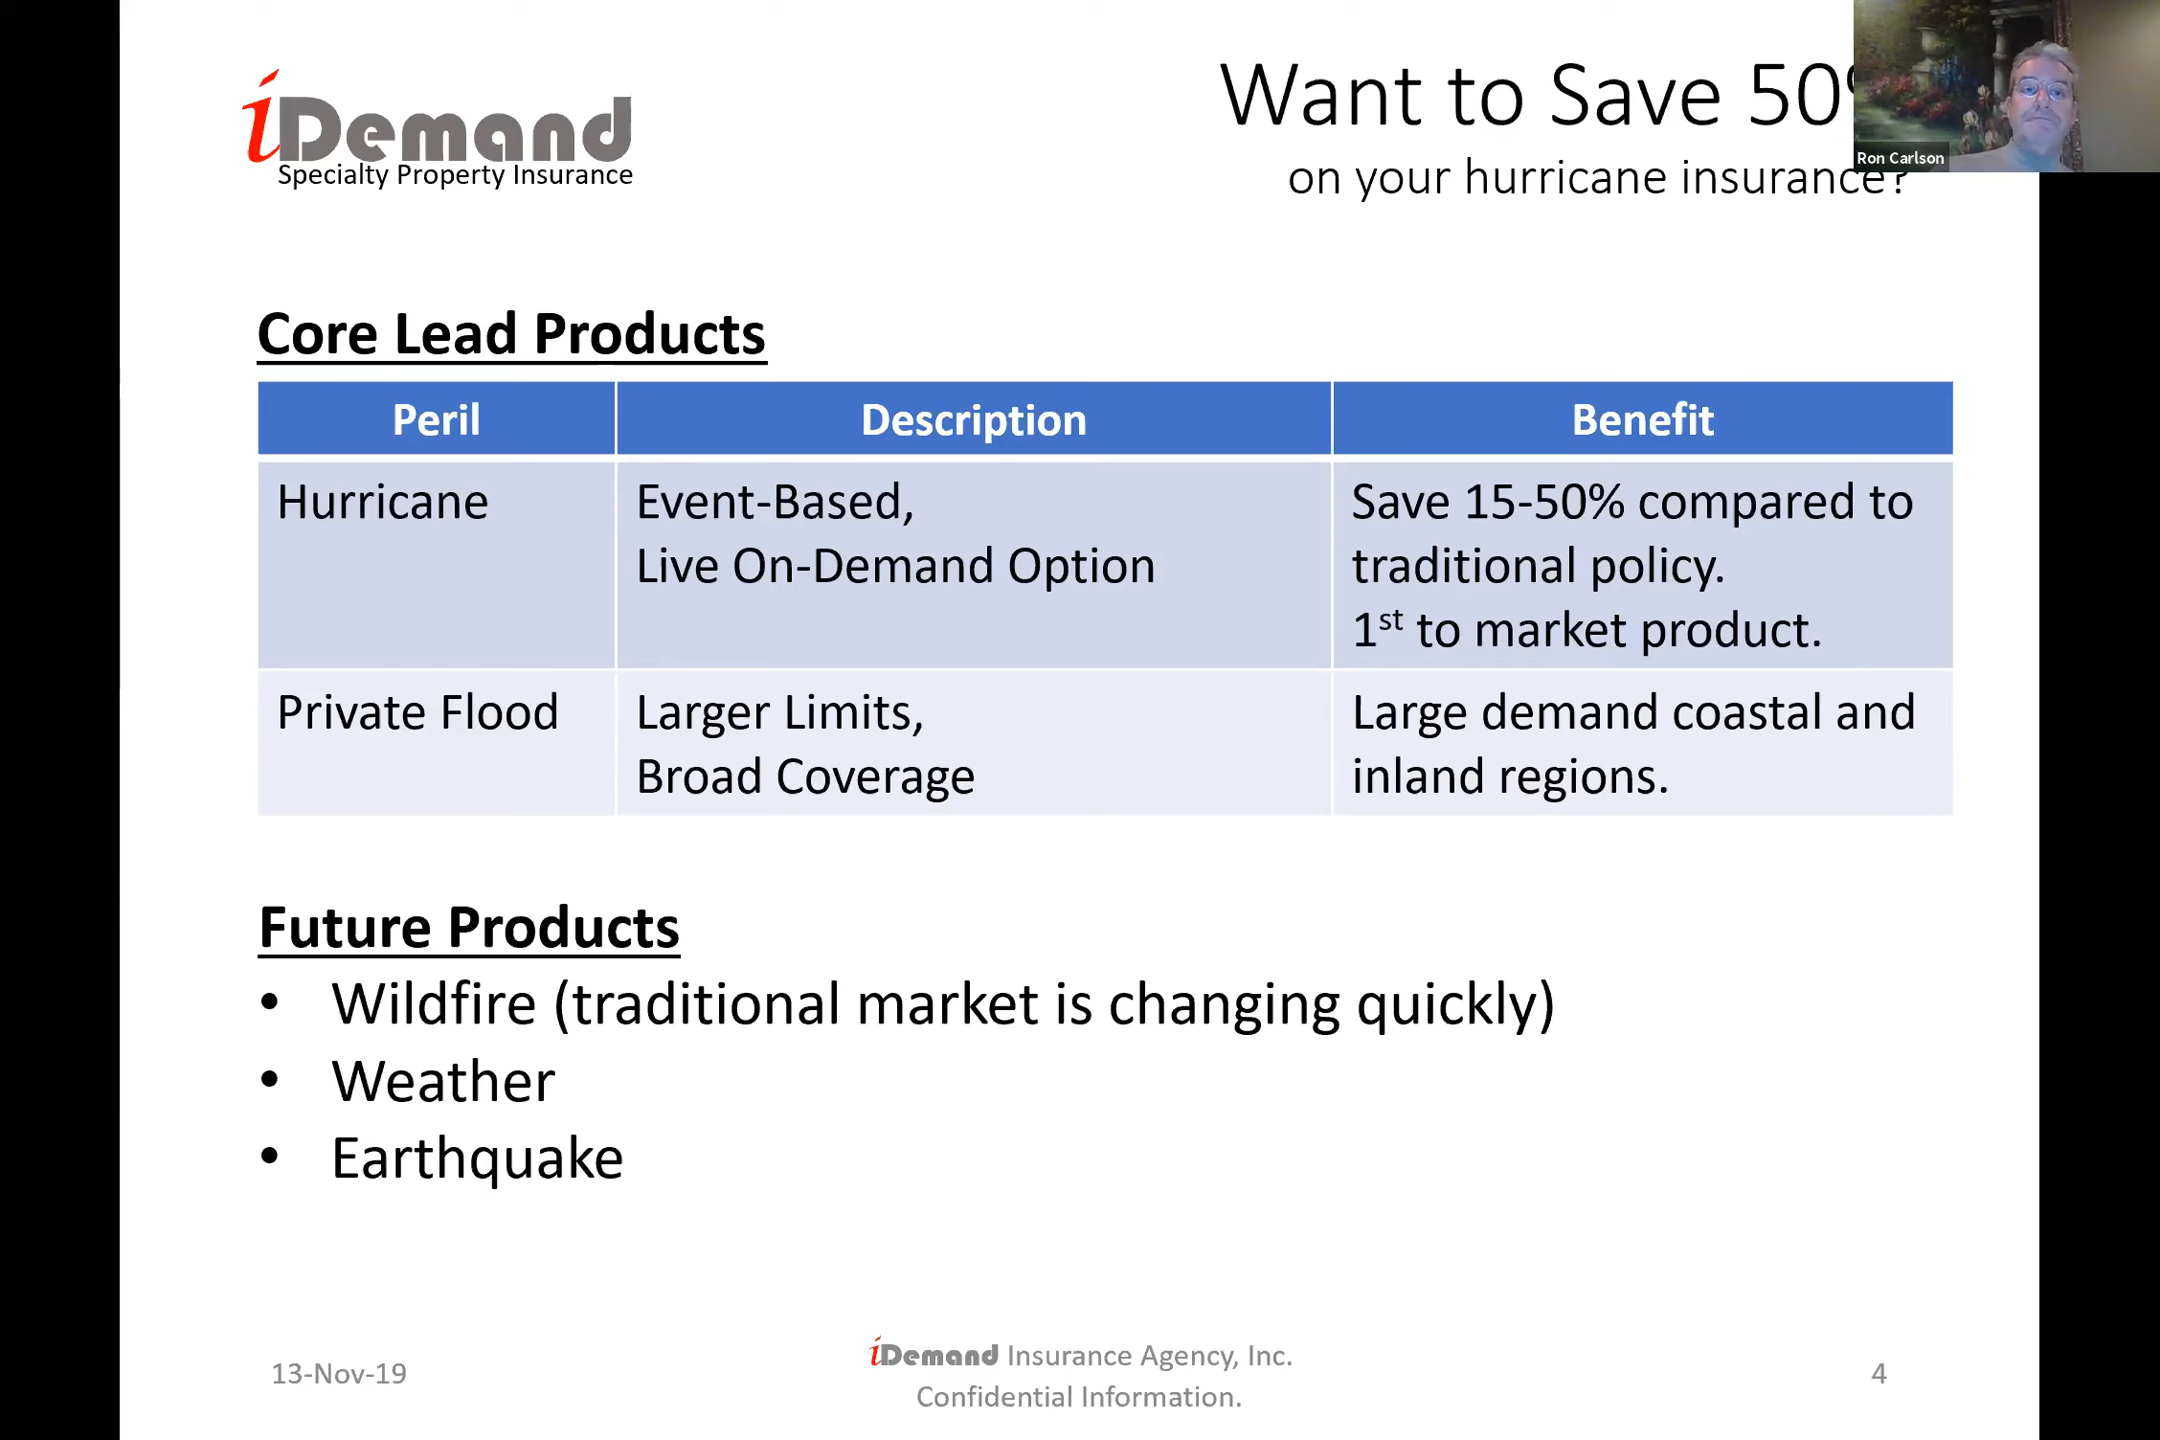 iDemand
Specialty Property Insurance
Want to Save 50
on your hurricane insurance?
Ron Carlson
Core Lead Products
Peril Description Benefit
Hurricane
Event-Based,
Live On-Demand Option
Save 15-50% compared to
traditional policy.
1st to market product.
Private Flood
Larger Limits,
Broad Coverage
Large demand coastal and
inland regions.
Future Products
• Wildfire (traditional market is changing quickly)
• Weather
• Earthquake
13-Nov-19
iDemand Insurance Agency, Inc.
Confidential Information.
4